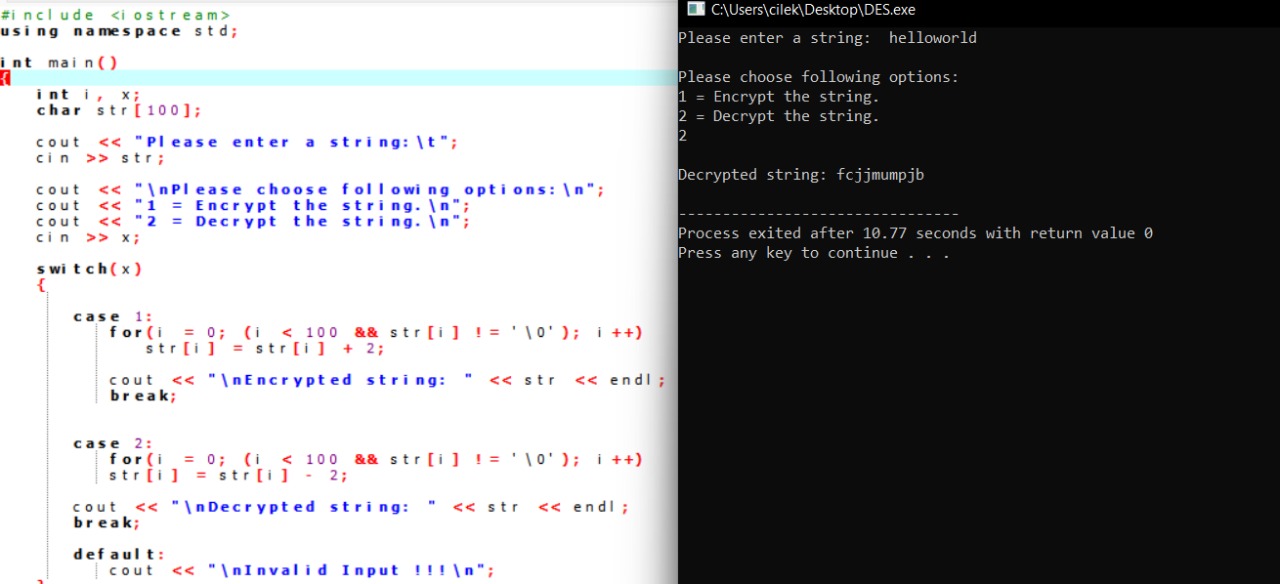 #include <iostream>
using namespace std;
int main()
{
int i, x;
char str[100];
cout << "Please enter a string:\t";
cin >> str;
cout << "\nPlease choose following options:\n";
cout << "1 = Encrypt the string.\n";
cout << "2 = Decrypt the string.\n";
cin >> x;
switch(x)
{
case 1:
for(i = 0; (i < 100 && str[i] != '\0'); i++)
str[i] = str[i] + 2;
cout << "\nEncrypted string: " << str << endl;
break;
case 2:
for(i = 0; (i < 100 && str[i] != '\0'); i++)
str[i] = str[i] - 2;
cout << "\nDecrypted string: " << str << endl;
break;
default:
cout << "\nInvalid Input !!!\n";
C:\Users\cilek\Desktop\DES.exe
Please enter a string:  helloworld
Please choose following options:
1 = Encrypt the string.
2 = Decrypt the string.
2
Decrypted string: fcjjmumpjb
--------------------------------
Process exited after 10.77 seconds with return value 0
Press any key to continue . . .